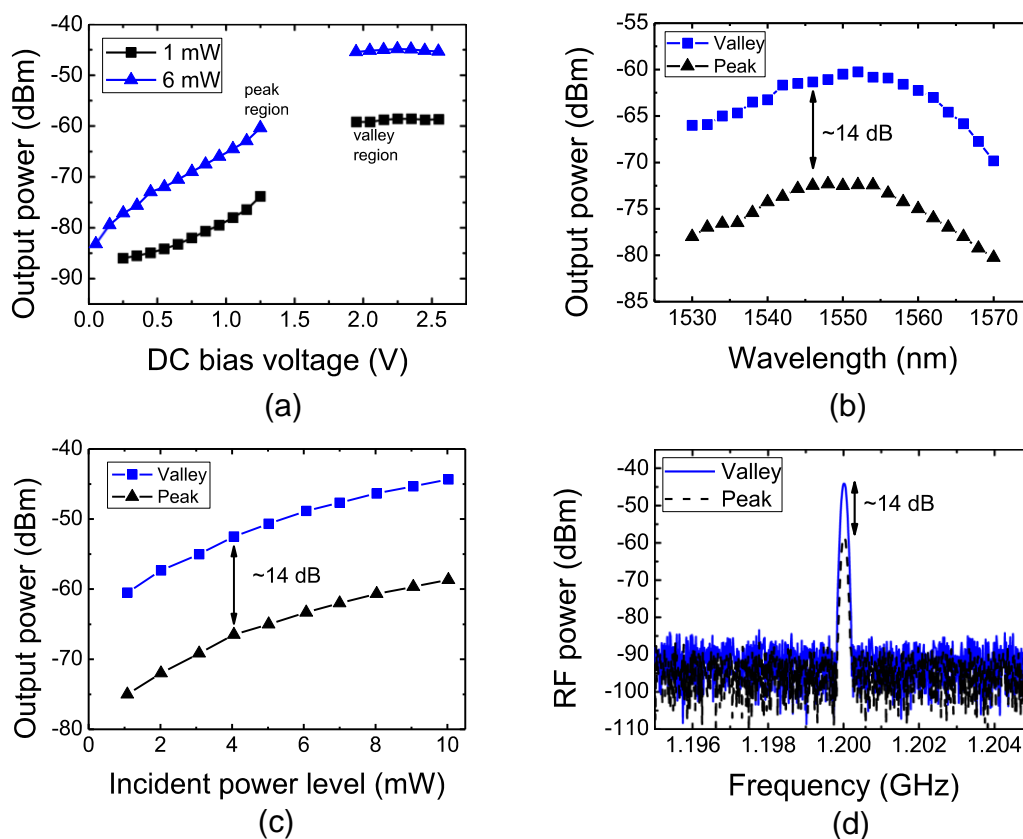 (a)
Output power (dBm)
-40
-50
-60
-70
-80
-90
1 mW
6 mW
peak
region
valley
region
0.0
0.5
1.0
1.5
2.0
2.5
DC bias voltage (V)
(b)
Output power (dBm)
-55
-60
-65
-70
-75
-80
-85
Valley
Peak
~14 dB
1530
1540
1550
1560
1570
Wavelength (nm)
Output power (dBm)
-40
-50
-60
-70
-80
Valley
Peak
~14 dB
0
2
4
6
8
10
Incident power level (mW)
(c)
RF power (dBm)
-30
-40
-50
-60
-70
-80
-90
-100
-110
Valley
Peak
~14 dB
1.196
1.198
1.200
1.202
1.204
Frequency (GHz)
(d)